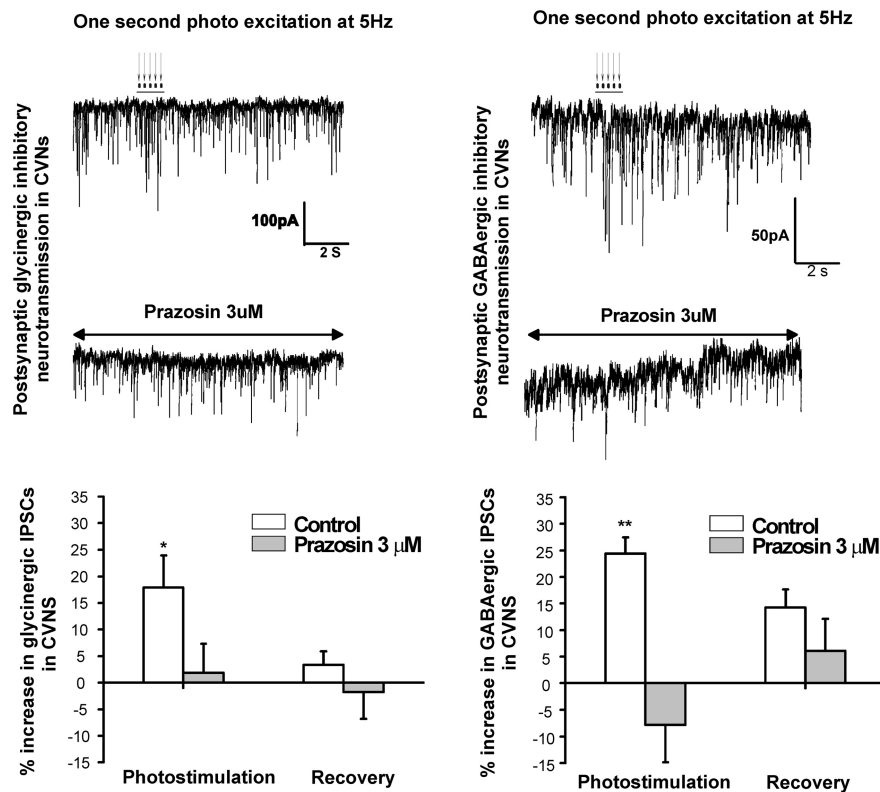 One second photo excitation at 5Hz
Postsynaptic glycinergic inhibitory
neurotransmission in CVNs
100pA
2 S
Prazosin 3uM
% increase in glycinergic IPSCs
in CVNS
35
30
25
20
15
10
5
0
-5
-10
-15
*
Control
Prazosin 3 μM
Photostimulation
Recovery
One second photo excitation at 5Hz
Postsynaptic GABAergic inhibitory
neurotransmission in CVNs
50pA
2 s
Prazosin 3uM
% increase in GABAergic IPSCs
in CVNS
35
30
25
20
15
10
5
0
-5
-10
-15
**
Control
Prazosin 3 μM
Photostimulation
Recovery